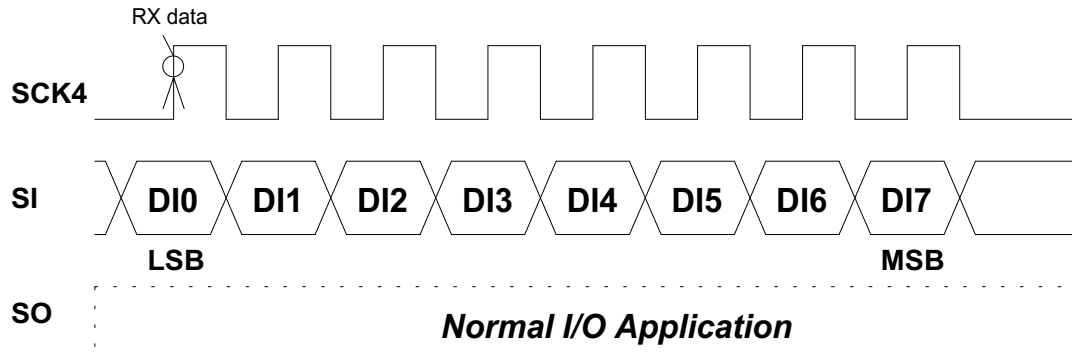 RX data
SCK4
SI DI0 DI1 DI2 DI3 DI4 DI5 DI6 DI7
LSB MSB
SO Normal I/O Application